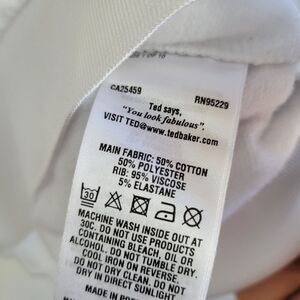 CA25459 RN95229
Ted says,
"You look fabulous".
VISIT TED@www.tedbaker.com
MAIN FABRIC: 50% COTTON
50% POLYESTER
RIB: 95% VISCOSE
5% ELASTANE
30
MACHINE WASH INSIDE OUT AT
30C. DO NOT USE PRODUCTS
CONTAINING BLEACH, OIL OR
ALCOHOL. DO NOT TUMBLE DRY.
COOL IRON ON REVERSE
DO NOT DRY CLEAN. DO NOT
DRY IN DIRECT SUNLIGHT
MADE IN